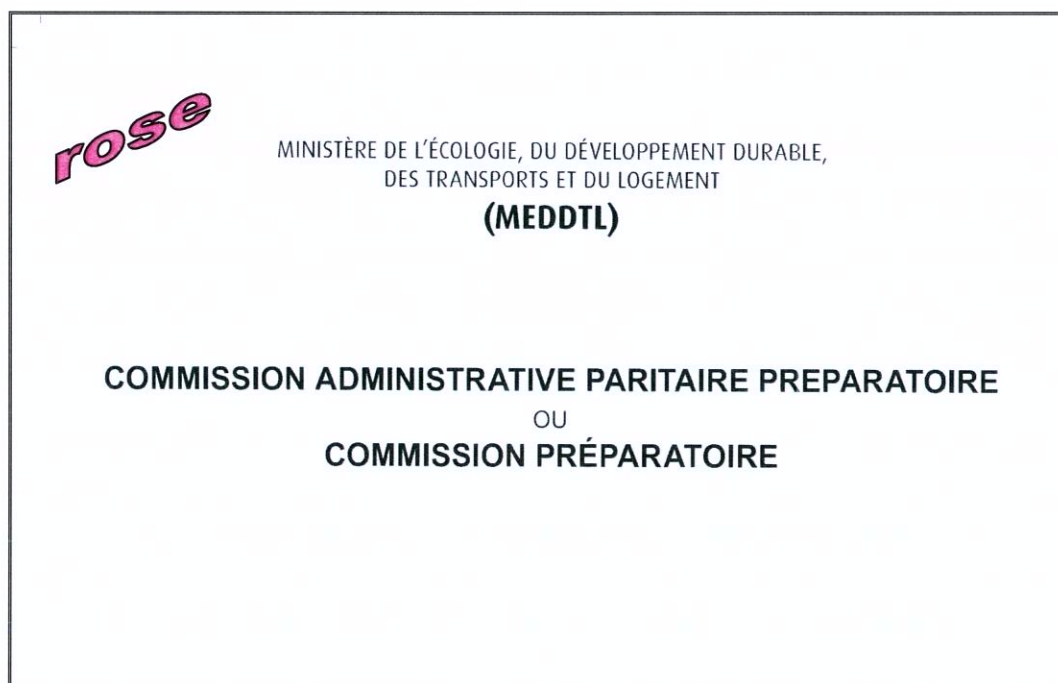 rose
MINISTÈRE DE L'ÉCOLOGIE, DU DÉVELOPPEMENT DURABLE,
DES TRANSPORTS ET DU LOGEMENT
(MEDDTL)
COMMISSION ADMINISTRATIVE PARITAIRE PREPARATOIRE
OU
COMMISSION PRÉPARATOIRE